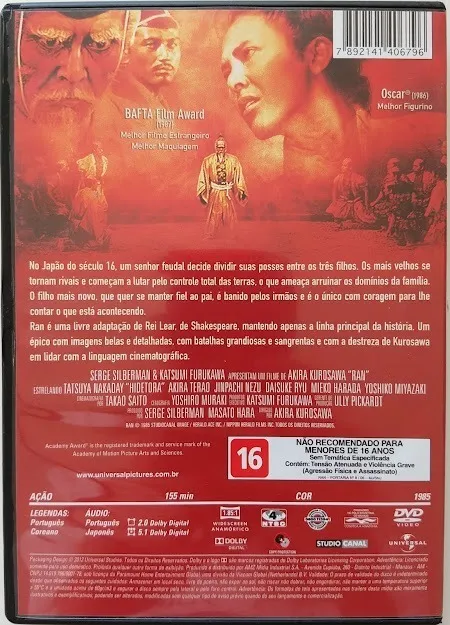 7 892141 406796
BAFTA Film Award
(1987)
Melhor Filme Estrangeiro
Melhor Maquiagem
Oscar® (1986)
Melhor Figurino
No Japão do século 16, um senhor feudal decide dividir suas posses entre os três filhos. Os mais velhos se
tornam rivais e começam a lutar pelo controle total das terras, o que ameaça arruinar os domínios da família.
O filho mais novo, que quer se manter fiel ao pai, é banido pelos irmãos e é o único com coragem para lhe
contar o que está acontecendo.
Ran é uma livre adaptação de Rei Lear, de Shakespeare, mantendo apenas a linha principal da história. Um
épico com imagens belas e detalhadas, com batalhas grandiosas e sangrentas e com a destreza de Kurosawa
em lidar com a linguagem cinematográfica.
SERGE SILBERMAN & KATSUMI FURUKAWA APRESENTAM UM FILME DE AKIRA KUROSAWA "RAN"
ESTRELANDO TATSUYA NAKADAY "HIDETORA" AKIRA TERAO JINPACHI NEZU DAISUKE RYU MIEKO HARADA YOSHIKO MIYAZAKI
TAKAO SAITO YOSHIRO MURAKI KATSUMI FURUKAWA ULLY PICKARDT
SERGE SILBERMAN MASATO HARA AKIRA KUROSAWA
Academy Award® is the registered trademark and service mark of the
Academy of Motion Picture Arts and Sciences.
www.universalpictures.com.br
16
NÃO RECOMENDADO PARA
MENORES DE 16 ANOS
Sem Temática Especificada
Contém: Tensão Atenuada e Violência Grave
(Agressão Física e Assassinato)
AÇÃO 155 min COR 1985
LEGENDAS: ÁUDIO:
Português Português 2.0 Dolby Digital
Coreano Japonês 5.1 Dolby Digital
1.85:1
WIDESCREEN
ANAMÓRFICO
DOLBY
DIGITAL
4
NTSC
COPY PROTECTION
STUDIO CANAL
DVD
VIDEO
UNIVERSAL